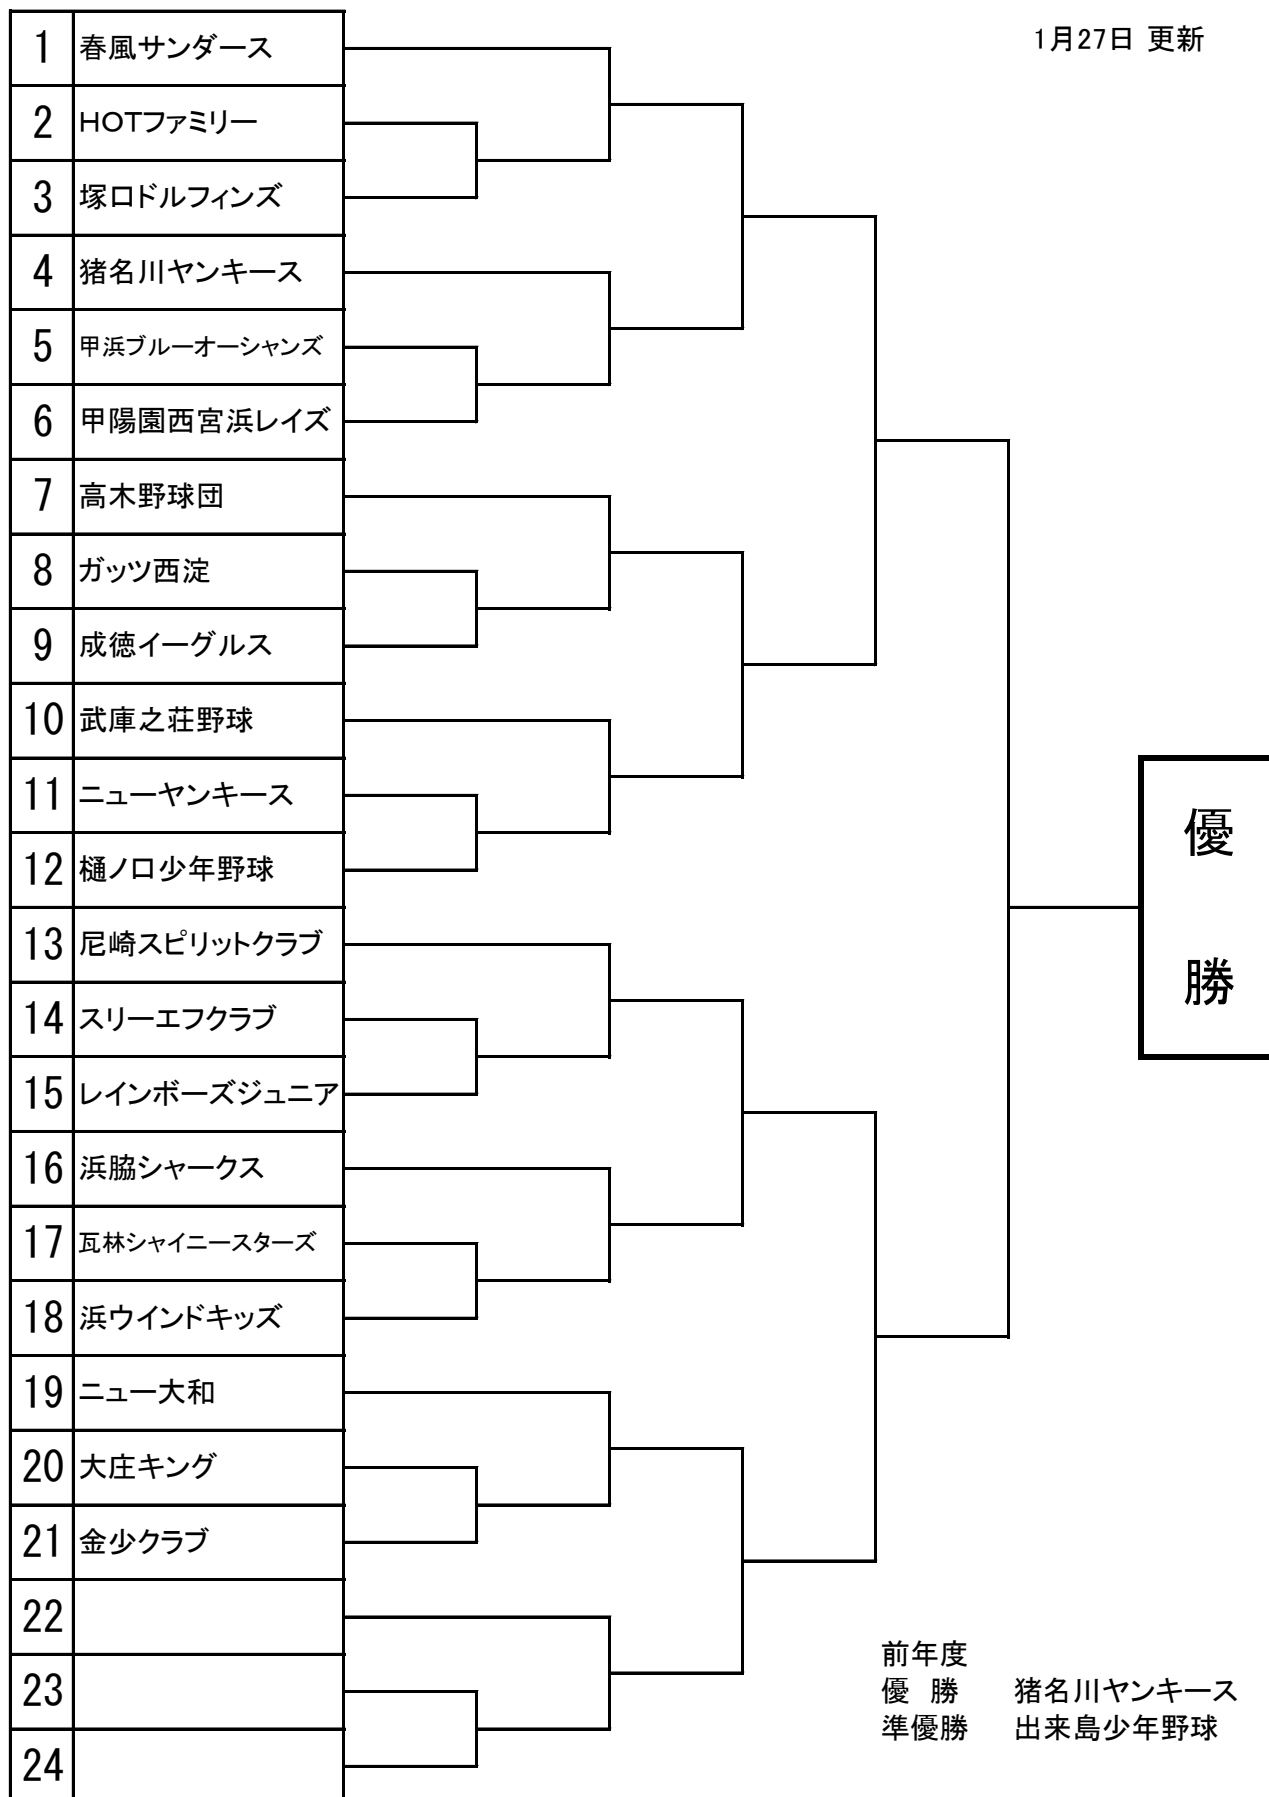 1月27日 更新
1 春風サンダース
2 HOTファミリー
3 塚口ドルフィンズ
4 猪名川ヤンキース
5 甲浜ブルーオーシャンズ
6 甲陽園西宮浜レイズ
7 高木野球団
8 ガッツ西淀
9 成徳イーグルス
10 武庫之荘野球
11 ニューヤンキース
12 樋ノ口少年野球
13 尼崎スピリットクラブ
14 スリーエフクラブ
15 レインボーズジュニア
16 浜脇シャークス
17 瓦林シャイニースターズ
18 浜ウインドキッズ
19 ニュー大和
20 大庄キング
21 金少クラブ
22
23
24
優
勝
前年度
優 勝 猪名川ヤンキース
準優勝 出来島少年野球